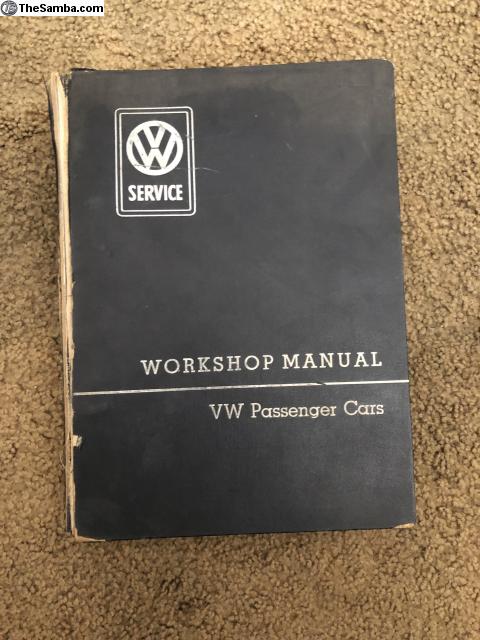 TheSamba.com
VW
SERVICE
WORKSHOP MANUAL
VW Passenger Cars